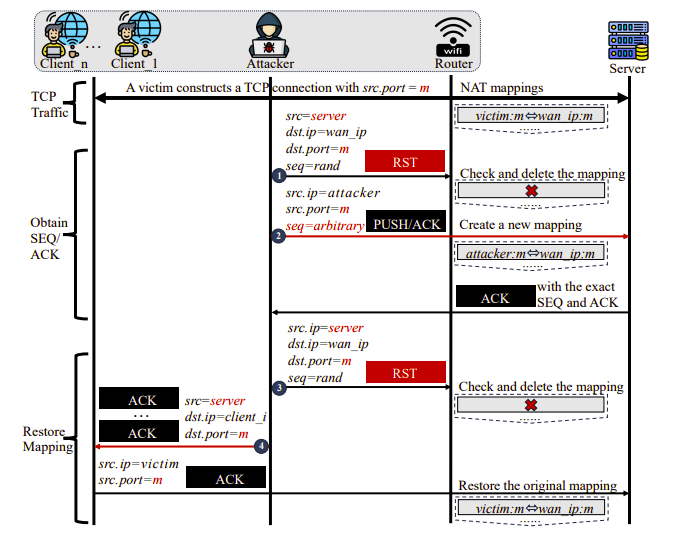 Client_n
...
Client_1
Attacker
wifi
Router
Server
TCP
Traffic
A victim constructs a TCP connection with src.port = m
NAT mappings
victim:m⇔wan_ip:m
......
src=server
dst.ip=wan_ip
dst.port=m
seq=rand
RST
1
Check and delete the mapping
......
Obtain
SEQ/
ACK
src.ip=attacker
src.port=m
seq=arbitrary
PUSH/ACK
2
Create a new mapping
attacker:m⇔wan_ip:m
......
ACK
with the exact
SEQ and ACK
src.ip=server
dst.ip=wan_ip
dst.port=m
seq=rand
RST
3
Check and delete the mapping
......
Restore
Mapping
ACK
...
ACK
src=server
dst.ip=client_i
dst.port=m
4
src.ip=victim
src.port=m
ACK
Restore the original mapping
victim:m⇔wan_ip:m
......